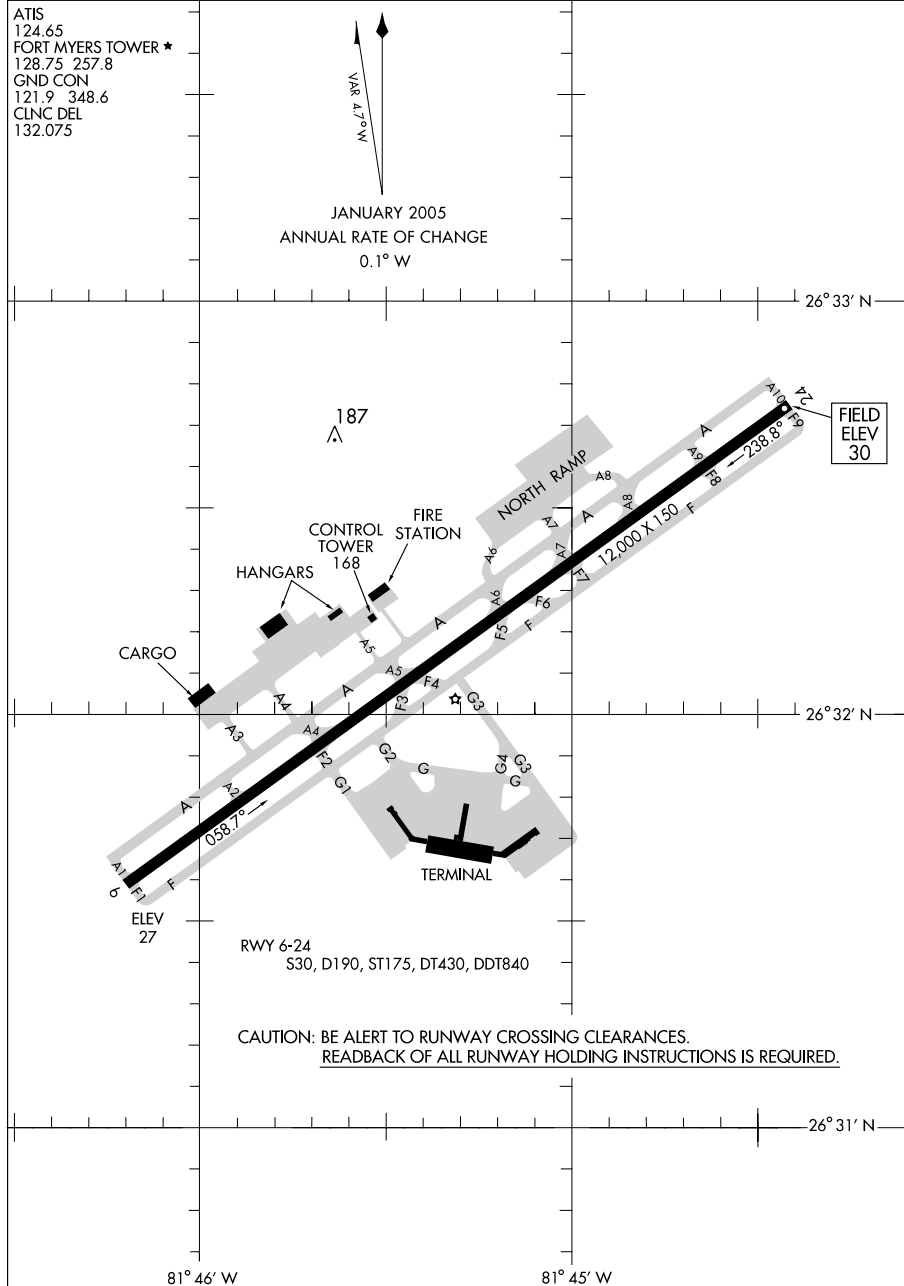 ATIS
124.65
FORT MYERS TOWER ★
128.75 257.8
GND CON
121.9 348.6
CLNC DEL
132.075
VAR 4.7° W
JANUARY 2005
ANNUAL RATE OF CHANGE
0.1° W
26° 33' N
187
FIELD
ELEV
30
A10
24
F9
A
238.8°
A9
F8
NORTH RAMP
A8
A8
A
F
A7
12,000 X 150
CONTROL
TOWER
168
FIRE
STATION
HANGARS
A6
A7
F7
A6
F6
A
F5
F
A5
CARGO
A5
F4
A4
A
F3
G3
26° 32' N
A3
A4
F2
G2
G
G4
G3
G
G1
A2
A
058.7°
TERMINAL
A1
6
F1
F
ELEV
27
RWY 6-24
S30, D190, ST175, DT430, DDT840
CAUTION: BE ALERT TO RUNWAY CROSSING CLEARANCES.
READBACK OF ALL RUNWAY HOLDING INSTRUCTIONS IS REQUIRED.
26° 31' N
81° 46' W
81° 45' W